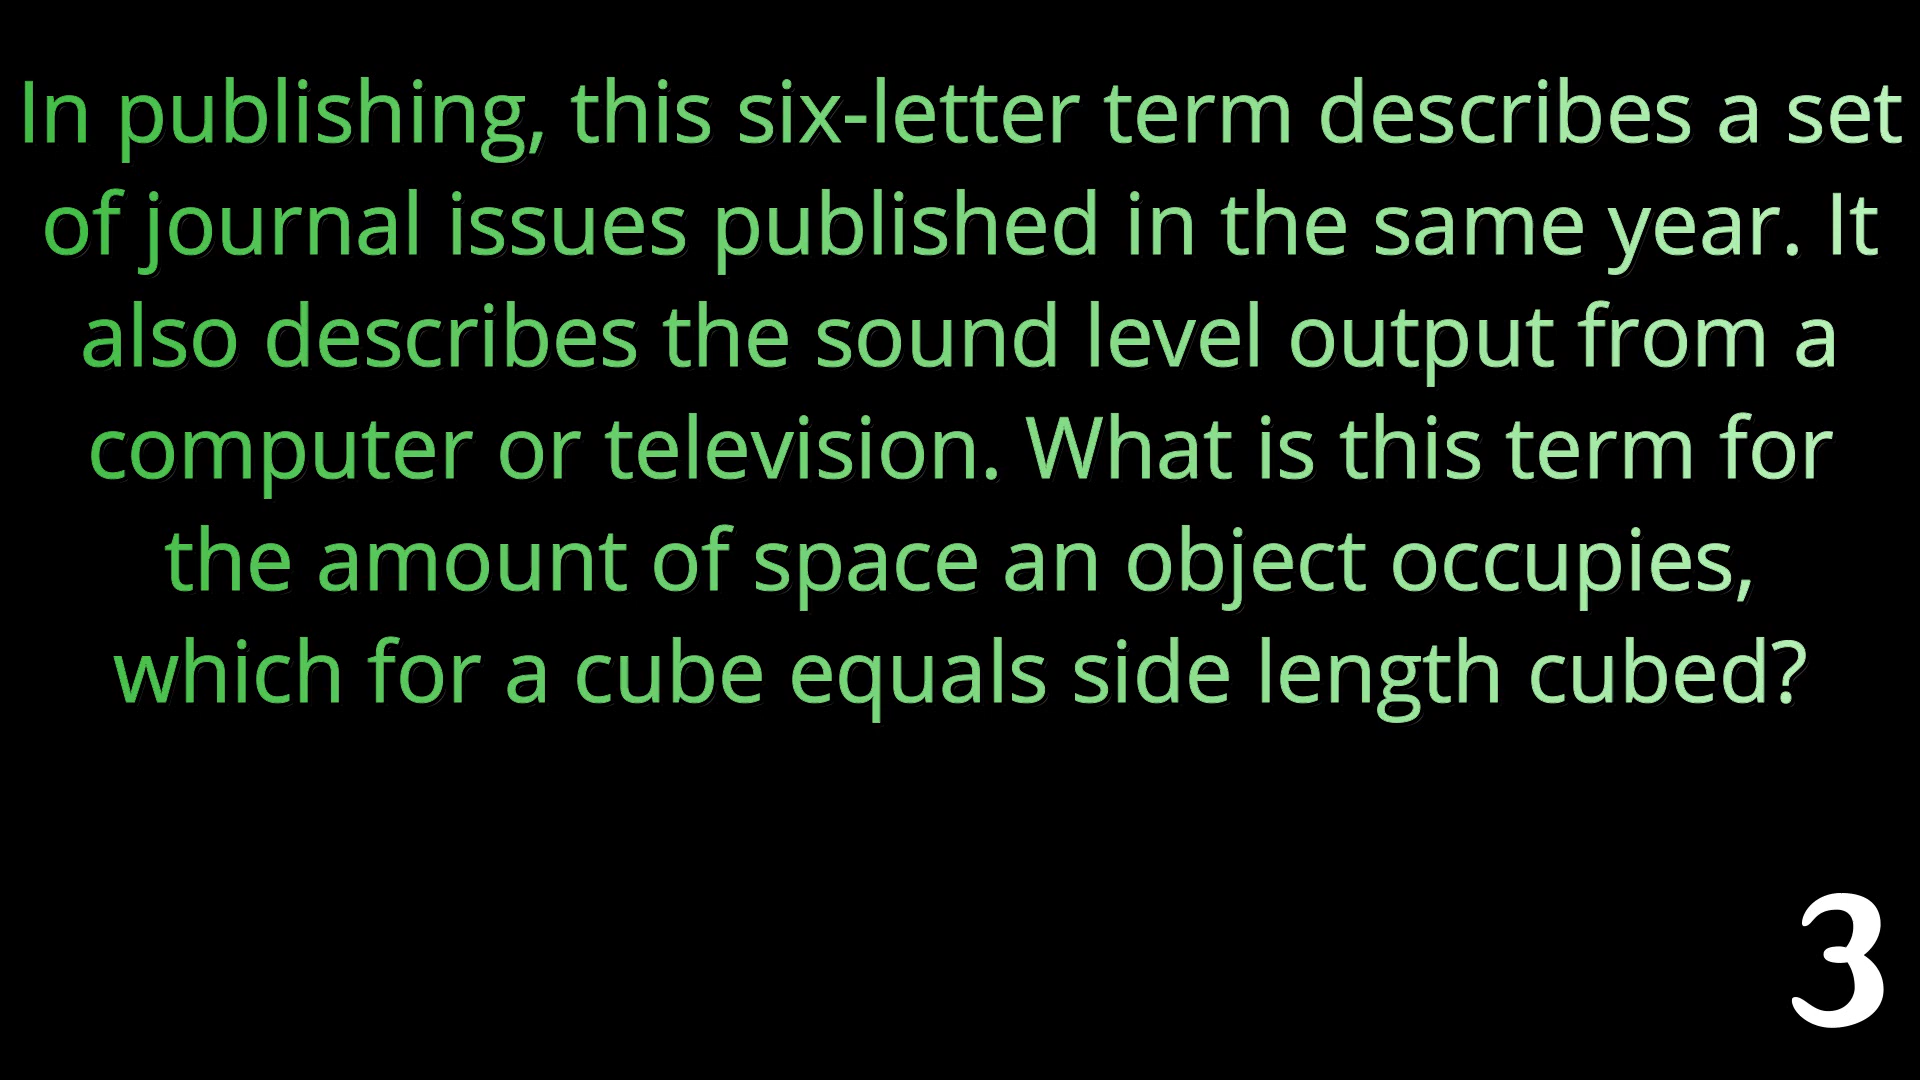 In publishing, this six-letter term describes a set
of journal issues published in the same year. It
also describes the sound level output from a
computer or television. What is this term for
the amount of space an object occupies,
which for a cube equals side length cubed?
3